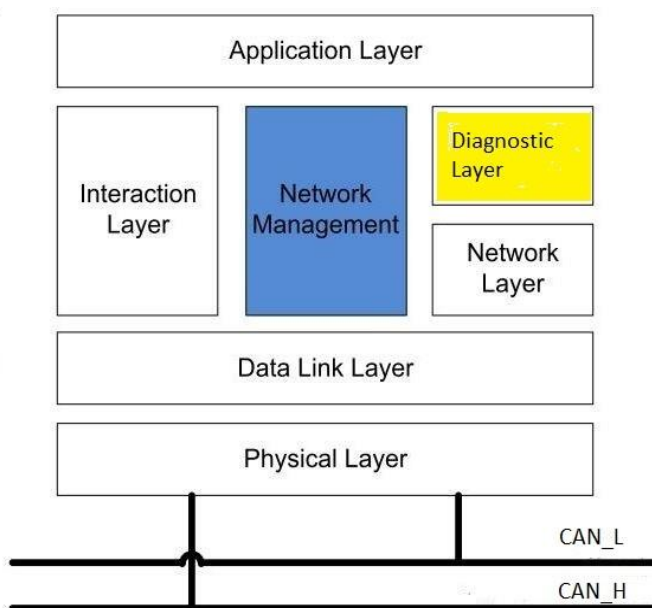 Application Layer
Interaction
Layer
Network
Management
Diagnostic
Layer
Network
Layer
Data Link Layer
Physical Layer
CAN_L
CAN_H